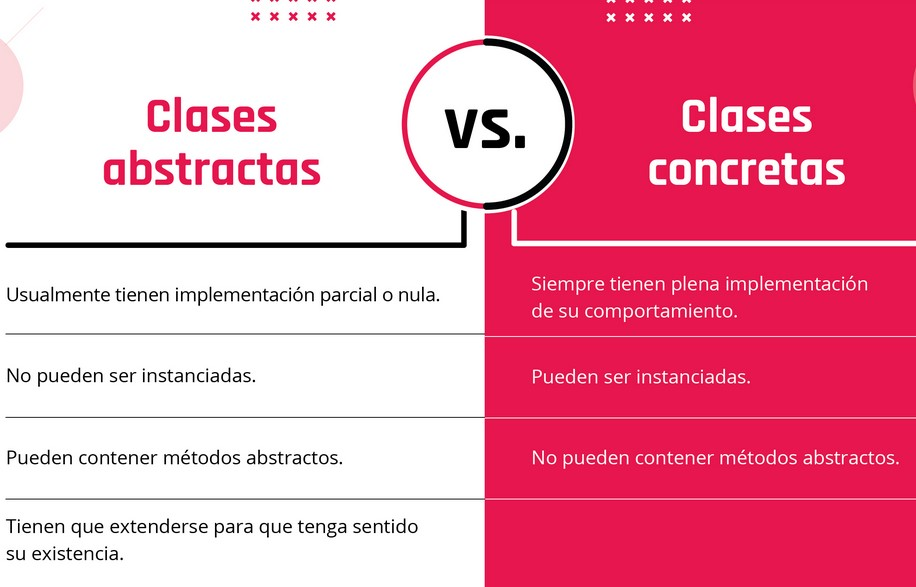 Clases
abstractas
vs.
Clases
concretas
Usualmente tienen implementación parcial o nula.
Siempre tienen plena implementación
de su comportamiento.
No pueden ser instanciadas.
Pueden ser instanciadas.
Pueden contener métodos abstractos.
No pueden contener métodos abstractos.
Tienen que extenderse para que tenga sentido
su existencia.